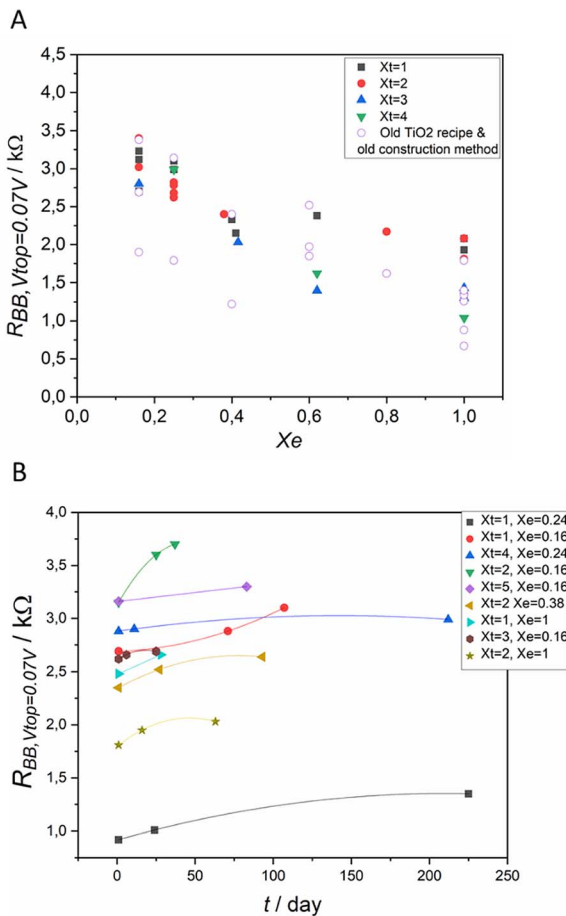 A
4,5
4,0
3,5
3,0
2,5
2,0
1,5
1,0
0,5
0,0
R_BB,Vtop=0.07V / kΩ
Xt=1
Xt=2
Xt=3
Xt=4
Old TiO2 recipe &
old construction method
0,0 0,2 0,4 0,6 0,8 1,0
Xe
B
4,0
3,5
3,0
2,5
2,0
1,5
1,0
R_BB,Vtop=0.07V / kΩ
Xt=1, Xe=0.24
Xt=1, Xe=0.16
Xt=4, Xe=0.24
Xt=2, Xe=0.16
Xt=5, Xe=0.16
Xt=2 Xe=0.38
Xt=1, Xe=1
Xt=3, Xe=0.16
Xt=2, Xe=1
0 50 100 150 200 250
t / day